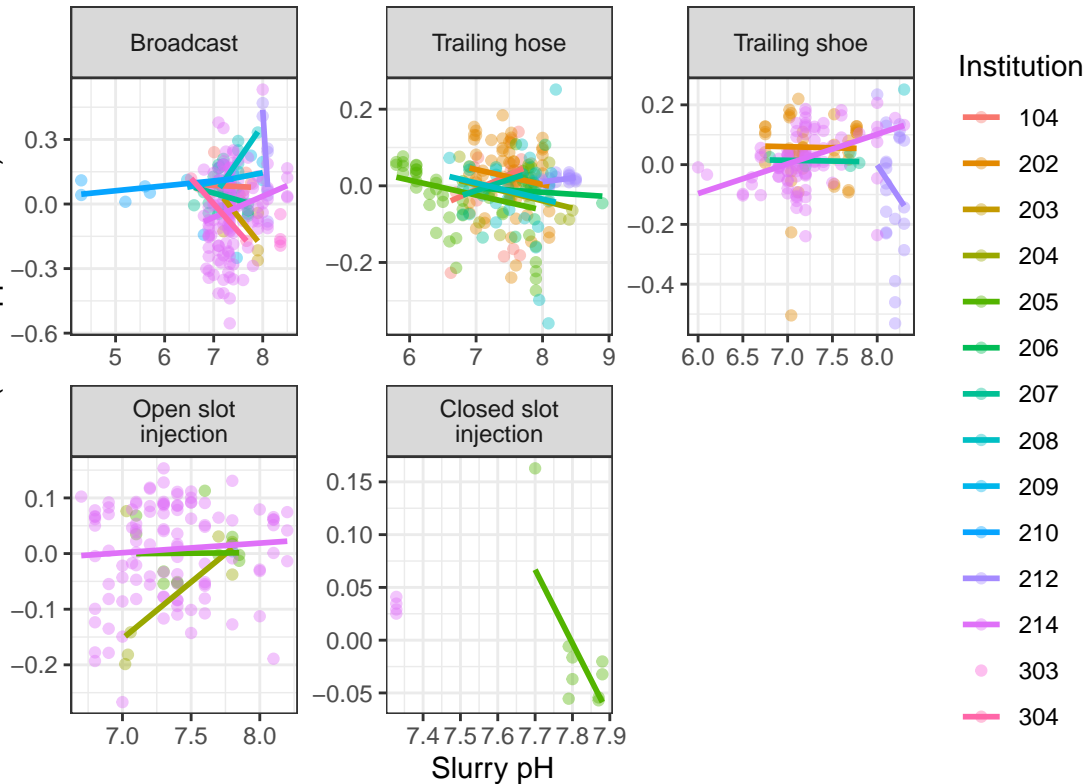 Broadcast
Trailing hose
Trailing shoe
0.3
0.0
−0.3
−0.6
5 6 7 8
0.2
0.0
−0.2
6 7 8 9
0.2
0.0
−0.2
−0.4
6.0 6.5 7.0 7.5 8.0
Open slot
injection
Closed slot
injection
0.1
0.0
−0.1
−0.2
7.0 7.5 8.0
0.15
0.10
0.05
0.00
−0.05
7.4 7.5 7.6 7.7 7.8 7.9
Slurry pH
Institution
104
202
203
204
205
206
207
208
209
210
212
214
303
304